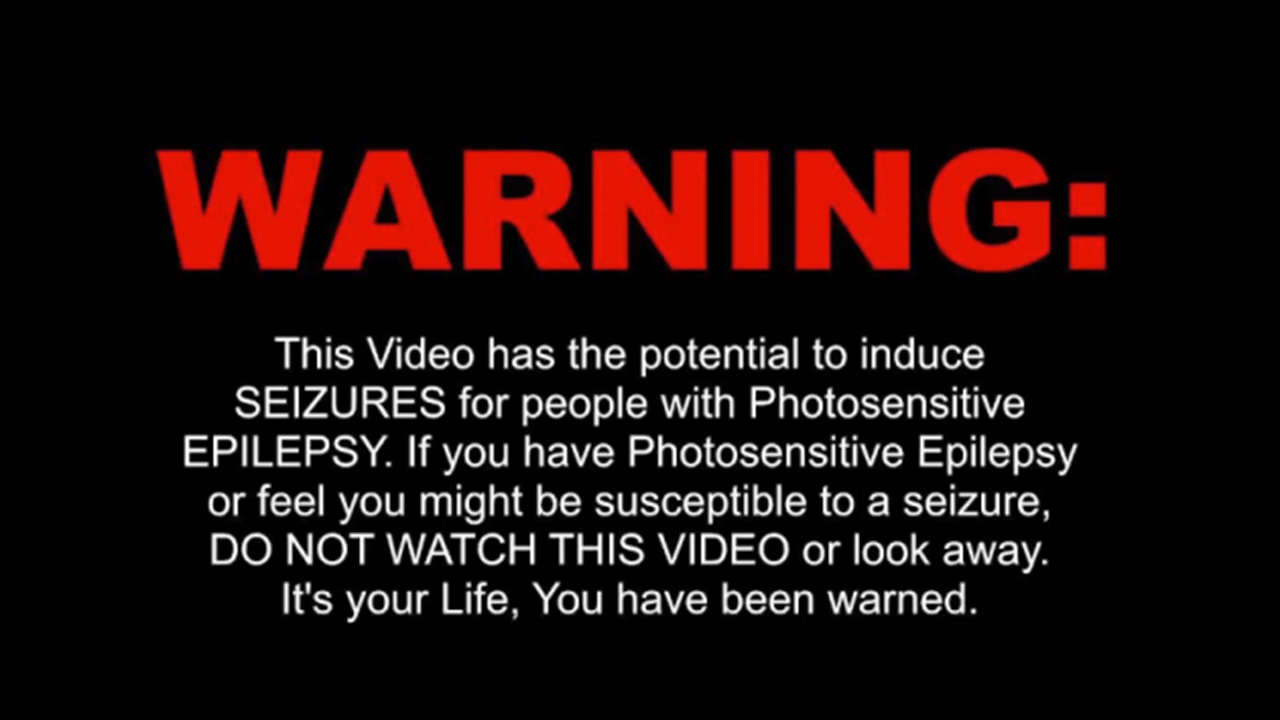 WARNING:
This Video has the potential to induce
SEIZURES for people with Photosensitive
EPILEPSY. If you have Photosensitive Epilepsy
or feel you might be susceptible to a seizure,
DO NOT WATCH THIS VIDEO or look away.
It's your Life, You have been warned.